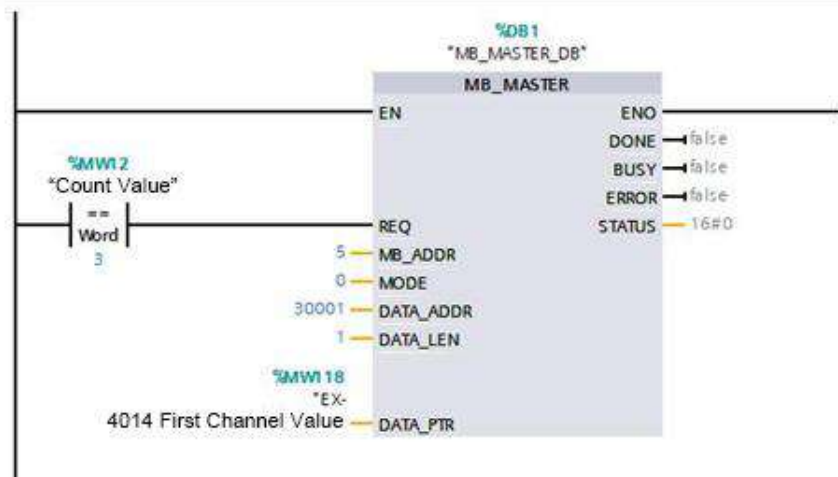 %DB1
"MB_MASTER_DB"
MB_MASTER
EN
ENO
DONE
false
%MW12
BUSY
false
"Count Value"
ERROR
false
==
Word
REQ
STATUS
16#0
3
5
MB_ADDR
0
MODE
30001
DATA_ADDR
1
DATA_LEN
%MW118
"EX-
4014 First Channel Value
DATA_PTR